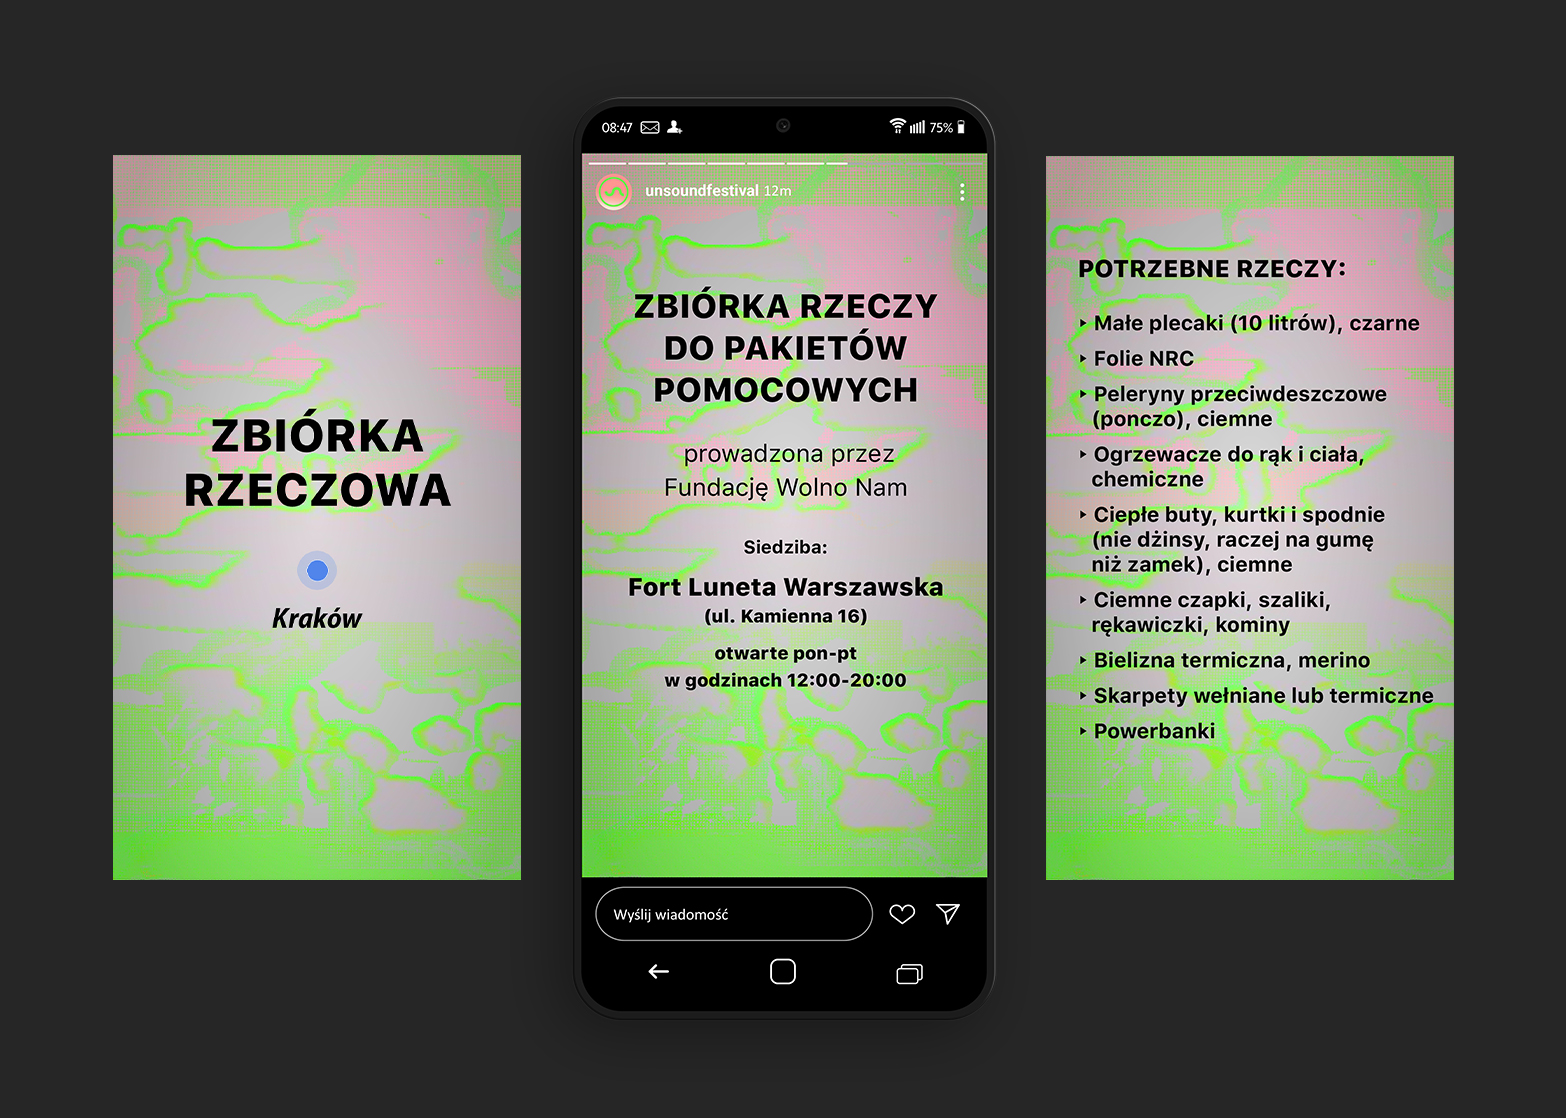 ZBIÓRKA
RZECZOWA
Kraków
08:47
75%
unsoundfestival 12m
ZBIÓRKA RZECZY
DO PAKIETÓW
POMOCOWYCH
prowadzona przez
Fundację Wolno Nam
Siedziba:
Fort Luneta Warszawska
(ul. Kamienna 16)
otwarte pon-pt
w godzinach 12:00-20:00
Wyślij wiadomość
POTRZEBNE RZECZY:
‣ Małe plecaki (10 litrów), czarne
‣ Folie NRC
‣ Peleryny przeciwdeszczowe
(ponczo), ciemne
‣ Ogrzewacze do rąk i ciała,
chemiczne
‣ Ciepłe buty, kurtki i spodnie
(nie dżinsy, raczej na gumę
niż zamek), ciemne
‣ Ciemne czapki, szaliki,
rękawiczki, kominy
‣ Bielizna termiczna, merino
‣ Skarpety wełniane lub termiczne
‣ Powerbanki